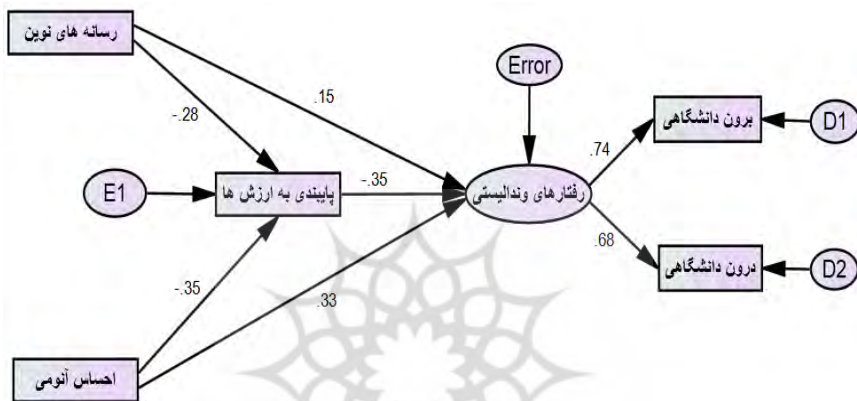 رسانه های نوین
Error
.15
برون دانشگاهی
D1
-.28
.74
E1
پایبندی به ارزش ها
-.35
رفتارهای وندالیستی
.68
درون دانشگاهی
D2
-.35
.33
احساس آنومی